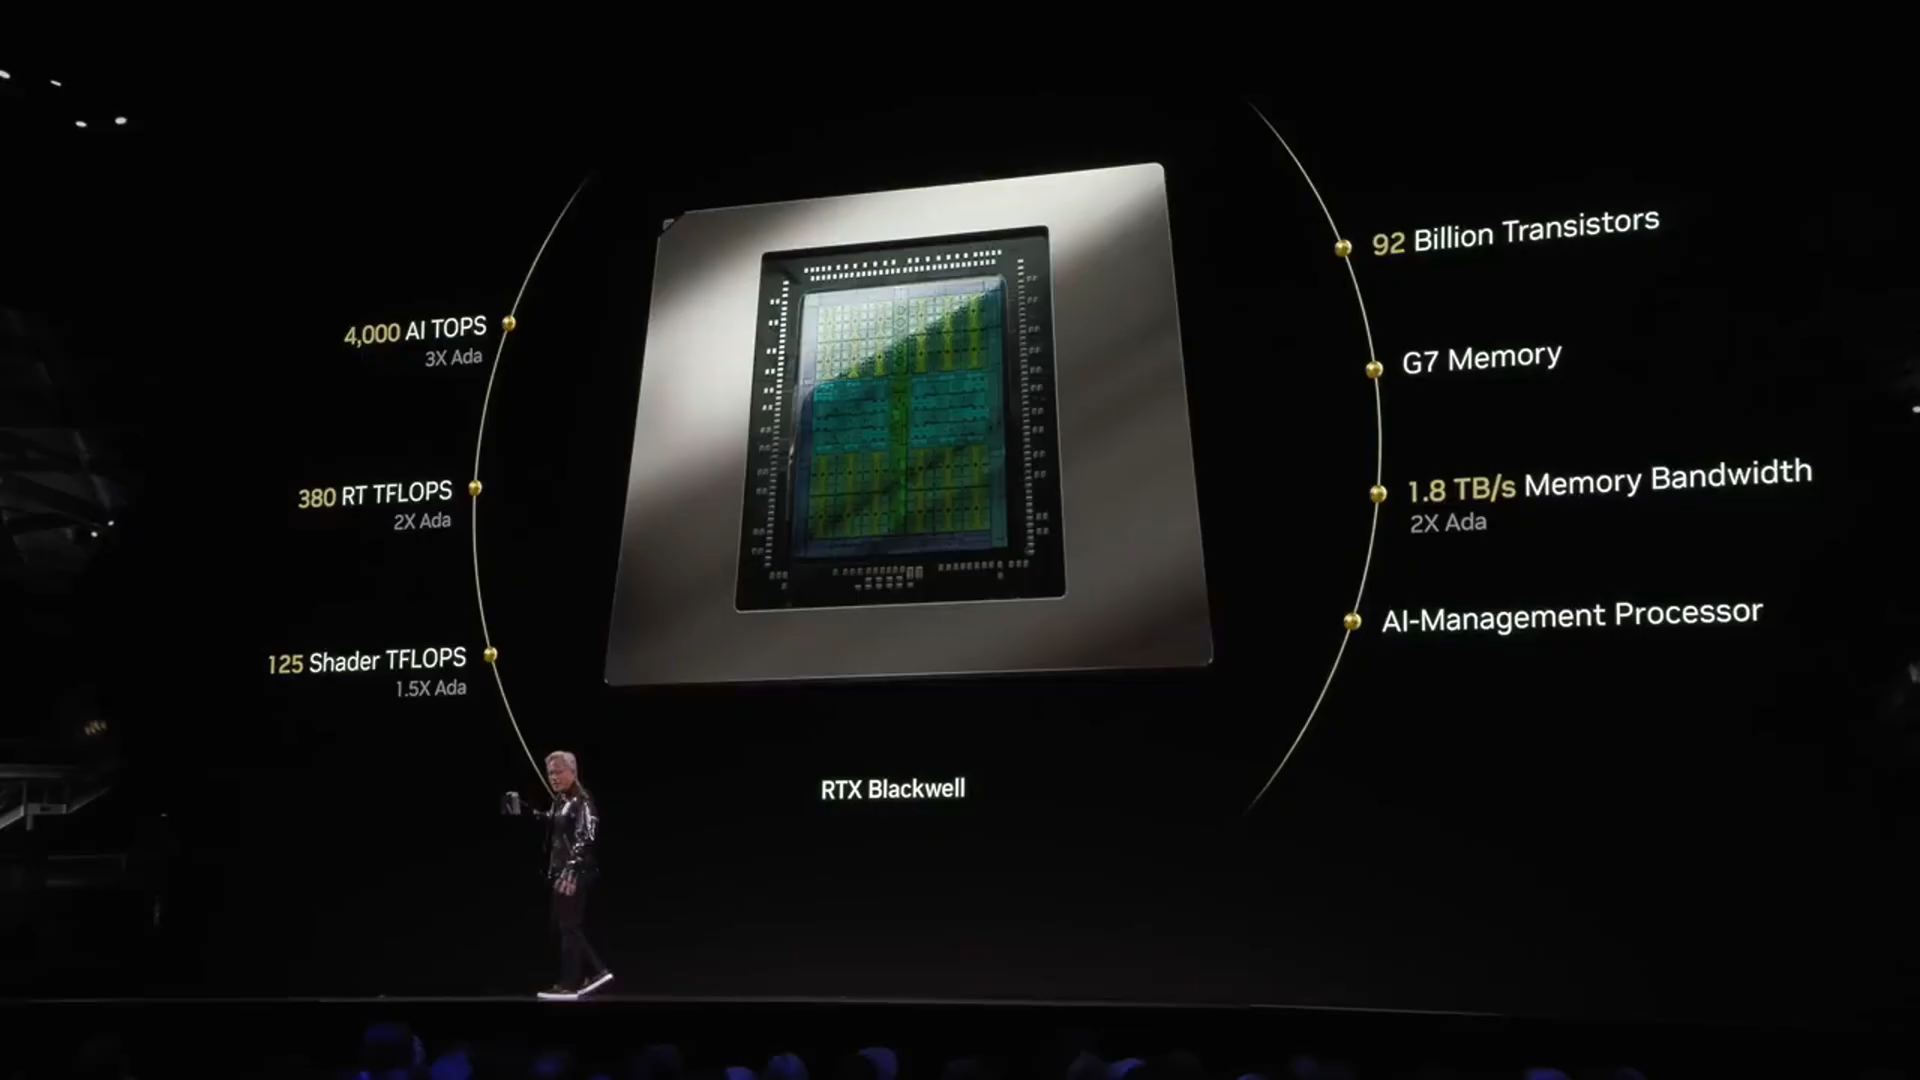 4,000 AI TOPS
3X Ada
380 RT TFLOPS
2X Ada
125 Shader TFLOPS
1.5X Ada
92 Billion Transistors
G7 Memory
1.8 TB/s Memory Bandwidth
2X Ada
AI-Management Processor
RTX Blackwell